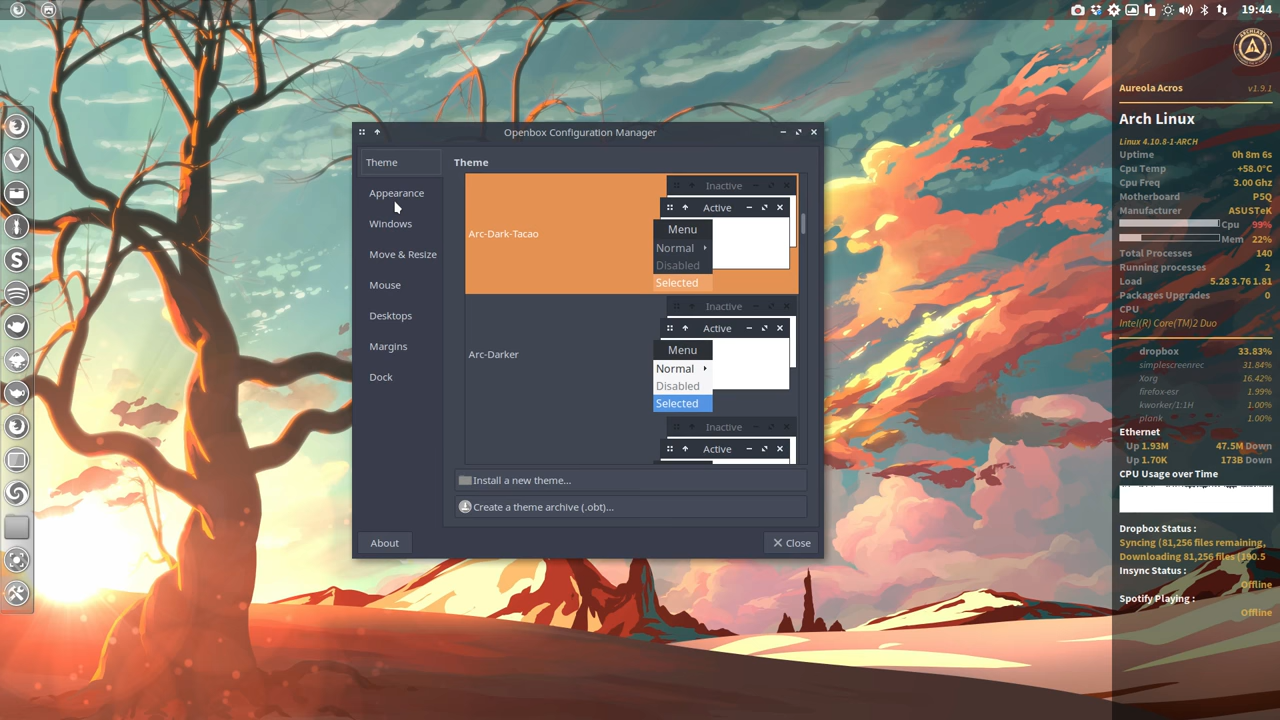 19:44
Openbox Configuration Manager
Theme
Appearance
Windows
Move & Resize
Mouse
Desktops
Margins
Dock
Theme
Arc-Dark-Tacao
Inactive
Active
Menu
Normal
Disabled
Selected
Arc-Darker
Inactive
Active
Menu
Normal
Disabled
Selected
Inactive
Active
Install a new theme...
Create a theme archive (.obt)...
About
Close
ARCHLABS
Aureola Acros v1.9.1
Arch Linux
Linux 4.10.8-1-ARCH
Uptime 0h 8m 6s
Cpu Temp +58.0°C
Cpu Freq 3.00 Ghz
Motherboard P5Q
Manufacturer ASUSTeK
Cpu 99%
Mem 22%
Total Processes 140
Running processes 2
Load 5.28 3.76 1.81
Packages Upgrades 0
CPU
Intel(R) Core(TM)2 Duo
dropbox 33.83%
simplescreenrec 31.84%
Xorg 16.42%
firefox-esr 1.99%
kworker/1:1H 1.00%
plank 1.00%
Ethernet
Up 1.93M 47.5M Down
Up 1.70K 173B Down
CPU Usage over Time
Dropbox Status :
Syncing (81,256 files remaining,
Downloading 81,256 files (190.5
Insync Status :
Offline
Spotify Playing :
Offline